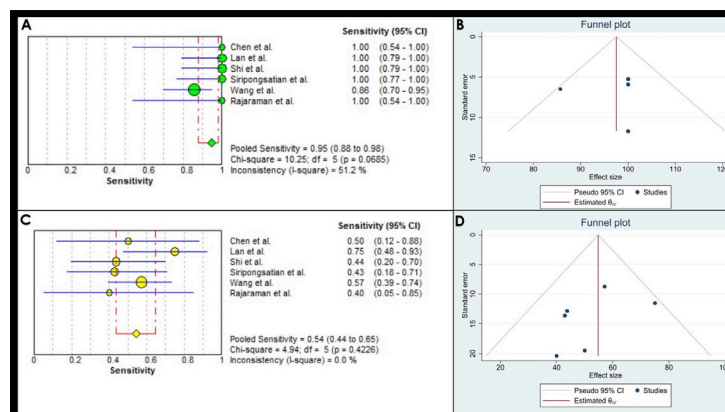 A
Sensitivity (95% CI)
Chen et al. 1.00 (0.54 - 1.00)
Lan et al. 1.00 (0.79 - 1.00)
Shi et al. 1.00 (0.79 - 1.00)
Siripongsatian et al. 1.00 (0.77 - 1.00)
Wang et al. 0.86 (0.70 - 0.95)
Rajaraman et al. 1.00 (0.54 - 1.00)
Pooled Sensitivity = 0.95 (0.88 to 0.98)
Chi-square = 10.25; df = 5 (p = 0.0685)
Inconsistency (I-square) = 51.2 %
0 0.2 0.4 0.6 0.8 1
Sensitivity
B
Funnel plot
Standard error
0
5
10
15
70 80 90 100 110
Effect size
Pseudo 95% CI Studies
Estimated θIV
C
Sensitivity (95% CI)
Chen et al. 0.50 (0.12 - 0.88)
Lan et al. 0.75 (0.48 - 0.93)
Shi et al. 0.44 (0.20 - 0.70)
Siripongsatian et al. 0.43 (0.18 - 0.71)
Wang et al. 0.57 (0.39 - 0.74)
Rajaraman et al. 0.40 (0.05 - 0.85)
Pooled Sensitivity = 0.54 (0.44 to 0.65)
Chi-square = 4.94; df = 5 (p = 0.4226)
Inconsistency (I-square) = 0.0 %
0 0.2 0.4 0.6 0.8 1
Sensitivity
D
Funnel plot
Standard error
0
5
10
15
20
20 40 60 80
Effect size
Pseudo 95% CI Studies
Estimated θIV